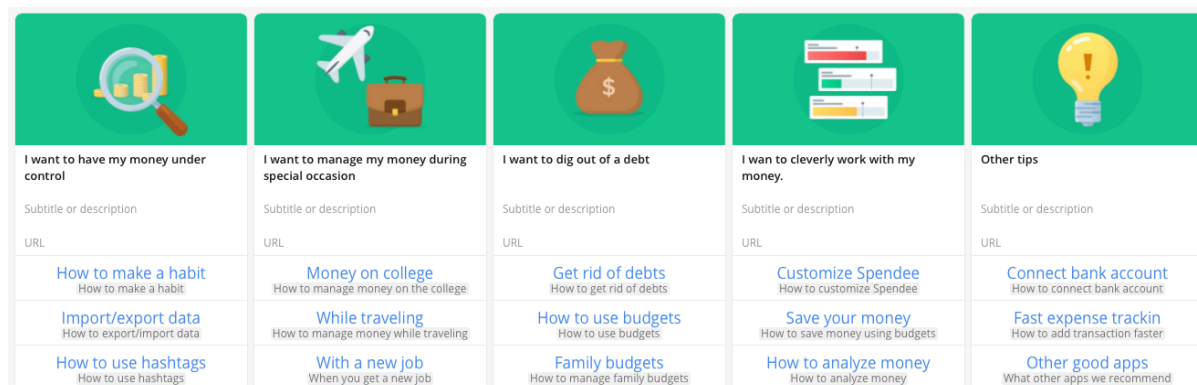 $
I want to have my money under
control
Subtitle or description
URL
How to make a habit
How to make a habit
Import/export data
How to export/import data
How to use hashtags
How to use hashtags
I want to manage my money during
special occasion
Subtitle or description
URL
Money on college
How to manage money on the college
While traveling
How to manage money while traveling
With a new job
When you get a new job
I want to dig out of a debt
Subtitle or description
URL
Get rid of debts
How to get rid of debts
How to use budgets
How to use budgets
Family budgets
How to manage family budgets
I wan to cleverly work with my
money.
Subtitle or description
URL
Customize Spendee
How to customize Spendee
Save your money
How to save money using budgets
How to analyze money
How to analyze money
Other tips
Subtitle or description
URL
Connect bank account
How to connect bank account
Fast expense trackin
How to add transaction faster
Other good apps
What other apps we recommend